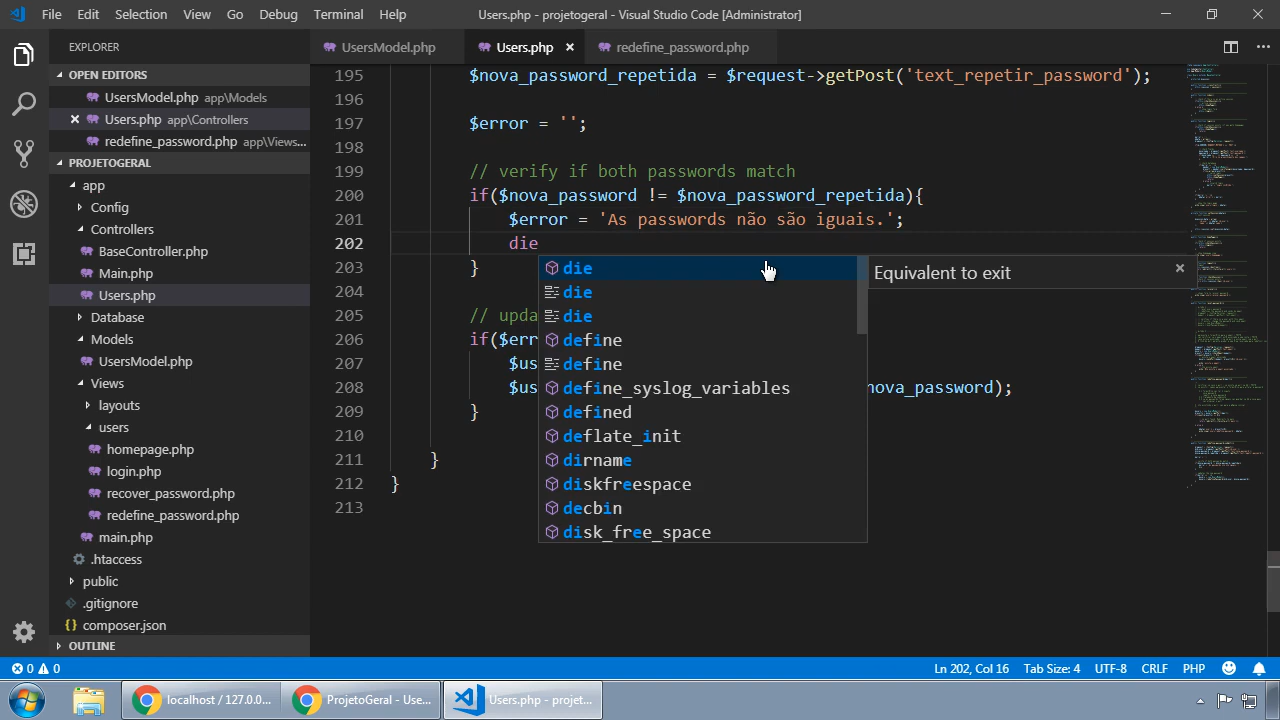 File Edit Selection View Go Debug Terminal Help Users.php - projetogeral - Visual Studio Code [Administrator]
EXPLORER
OPEN EDITORS
UsersModel.php app\Models
Users.php app\Controllers
redefine_password.php app\Views...
PROJETOGERAL
app
Config
Controllers
BaseController.php
Main.php
Users.php
Database
Models
UsersModel.php
Views
layouts
users
homepage.php
login.php
recover_password.php
redefine_password.php
main.php
.htaccess
public
.gitignore
composer.json
OUTLINE
UsersModel.php Users.php redefine_password.php
195 $nova_password_repetida = $request->getPost('text_repetir_password');
196
197 $error = '';
198
199 // verify if both passwords match
200 if($nova_password != $nova_password_repetida){
201 $error = 'As passwords não são iguais.';
202 die
203 }
204
205 // upda
206 if($err
207 $us
208 $us nova_password);
209 }
210
211 }
212 }
213
die
die
die
define
define
define_syslog_variables
defined
deflate_init
dirname
diskfreespace
decbin
disk_free_space
Equivalent to exit
0 0 Ln 202, Col 16 Tab Size: 4 UTF-8 CRLF PHP
localhost / 127.0.0... ProjetoGeral - Use... Users.php - projet...